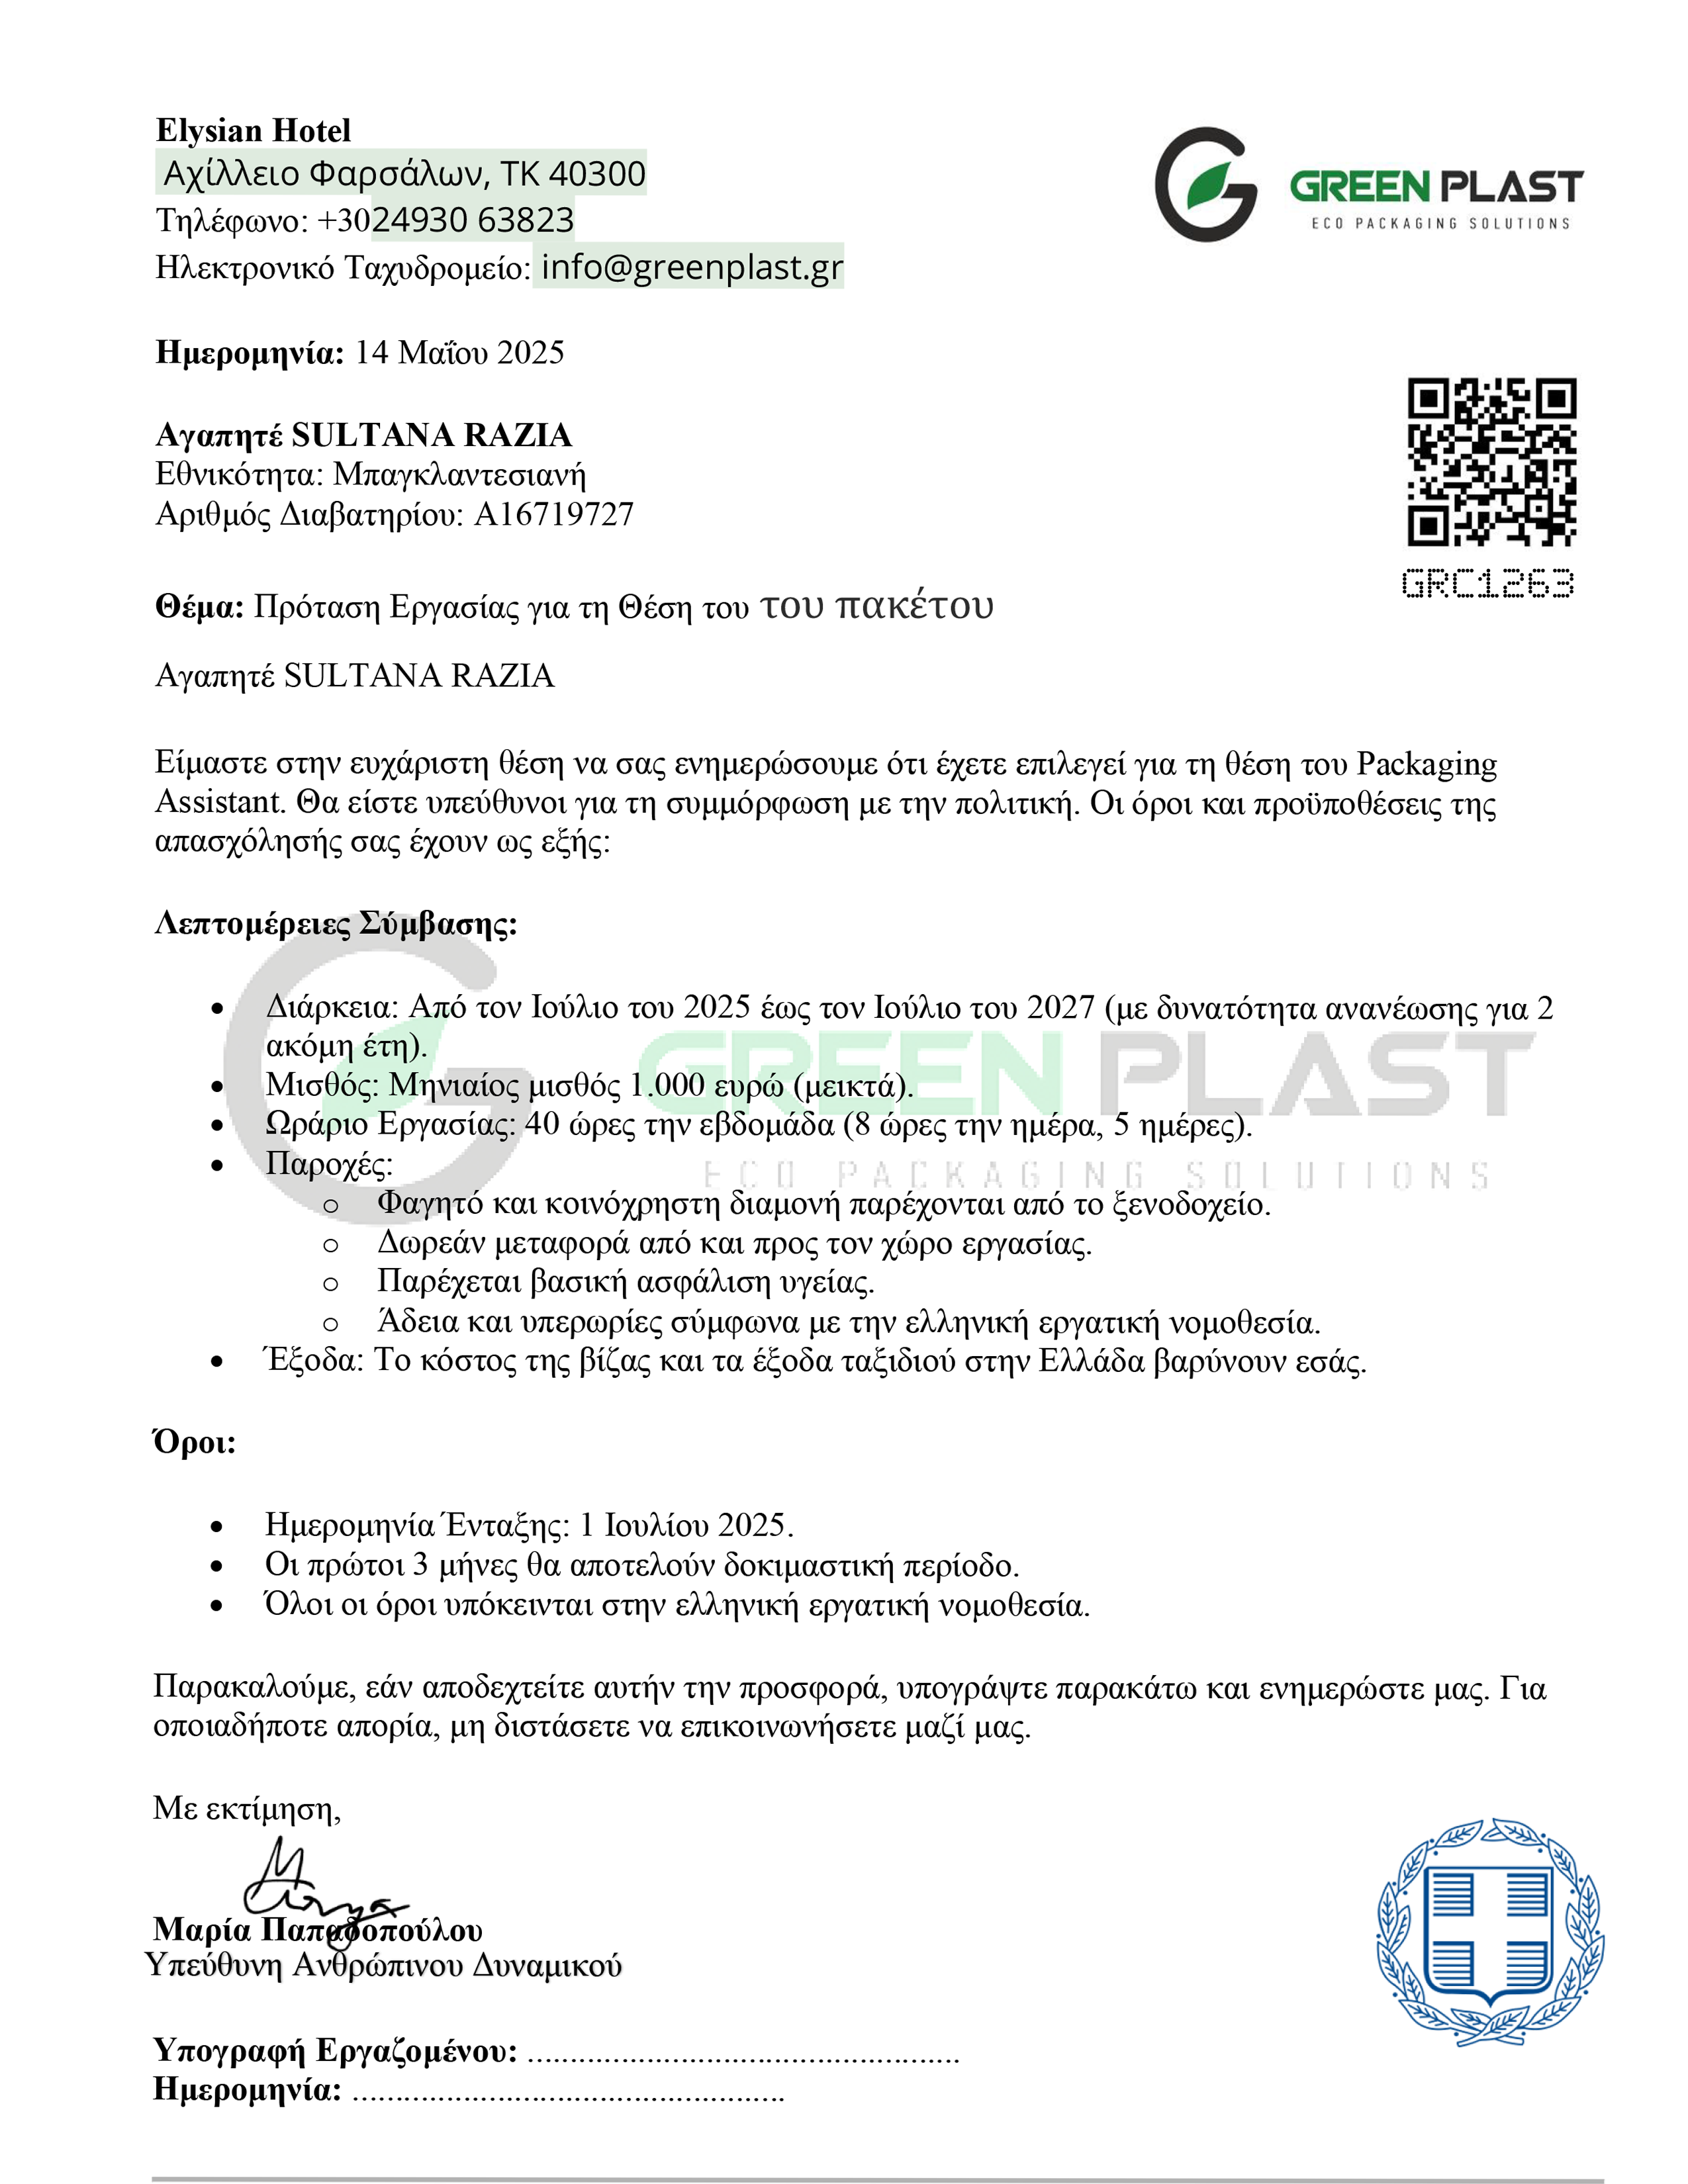 Elysian Hotel
Αχίλλειο Φαρσάλων, ΤΚ 40300
Τηλέφωνο: +3024930 63823
Ηλεκτρονικό Ταχυδρομείο: info@greenplast.gr
GREEN PLAST
ECO PACKAGING SOLUTIONS
Ημερομηνία: 14 Μαΐου 2025
Αγαπητέ SULTANA RAZIA
Εθνικότητα: Μπαγκλαντεσιανή
Αριθμός Διαβατηρίου: A16719727
GRC1263
Θέμα: Πρόταση Εργασίας για τη Θέση του του πακέτου
Αγαπητέ SULTANA RAZIA
Είμαστε στην ευχάριστη θέση να σας ενημερώσουμε ότι έχετε επιλεγεί για τη θέση του Packaging
Assistant. Θα είστε υπεύθυνοι για τη συμμόρφωση με την πολιτική. Οι όροι και προϋποθέσεις της
απασχόλησής σας έχουν ως εξής:
Λεπτομέρειες Σύμβασης:
• Διάρκεια: Από τον Ιούλιο του 2025 έως τον Ιούλιο του 2027 (με δυνατότητα ανανέωσης για 2
ακόμη έτη).
GREEN PLAST
• Μισθός: Μηνιαίος μισθός 1.000 ευρώ (μεικτά).
• Ωράριο Εργασίας: 40 ώρες την εβδομάδα (8 ώρες την ημέρα, 5 ημέρες).
• Παροχές:
ECO PACKAGING SOLUTIONS
o Φαγητό και κοινόχρηστη διαμονή παρέχονται από το ξενοδοχείο.
o Δωρεάν μεταφορά από και προς τον χώρο εργασίας.
o Παρέχεται βασική ασφάλιση υγείας.
o Άδεια και υπερωρίες σύμφωνα με την ελληνική εργατική νομοθεσία.
• Έξοδα: Το κόστος της βίζας και τα έξοδα ταξιδιού στην Ελλάδα βαρύνουν εσάς.
Όροι:
• Ημερομηνία Ένταξης: 1 Ιουλίου 2025.
• Οι πρώτοι 3 μήνες θα αποτελούν δοκιμαστική περίοδο.
• Όλοι οι όροι υπόκεινται στην ελληνική εργατική νομοθεσία.
Παρακαλούμε, εάν αποδεχτείτε αυτήν την προσφορά, υπογράψτε παρακάτω και ενημερώστε μας. Για
οποιαδήποτε απορία, μη διστάσετε να επικοινωνήσετε μαζί μας.
Με εκτίμηση,
Μαρία Παπαδοπούλου
Υπεύθυνη Ανθρώπινου Δυναμικού
Υπογραφή Εργαζομένου: ..................................................
Ημερομηνία: ..................................................